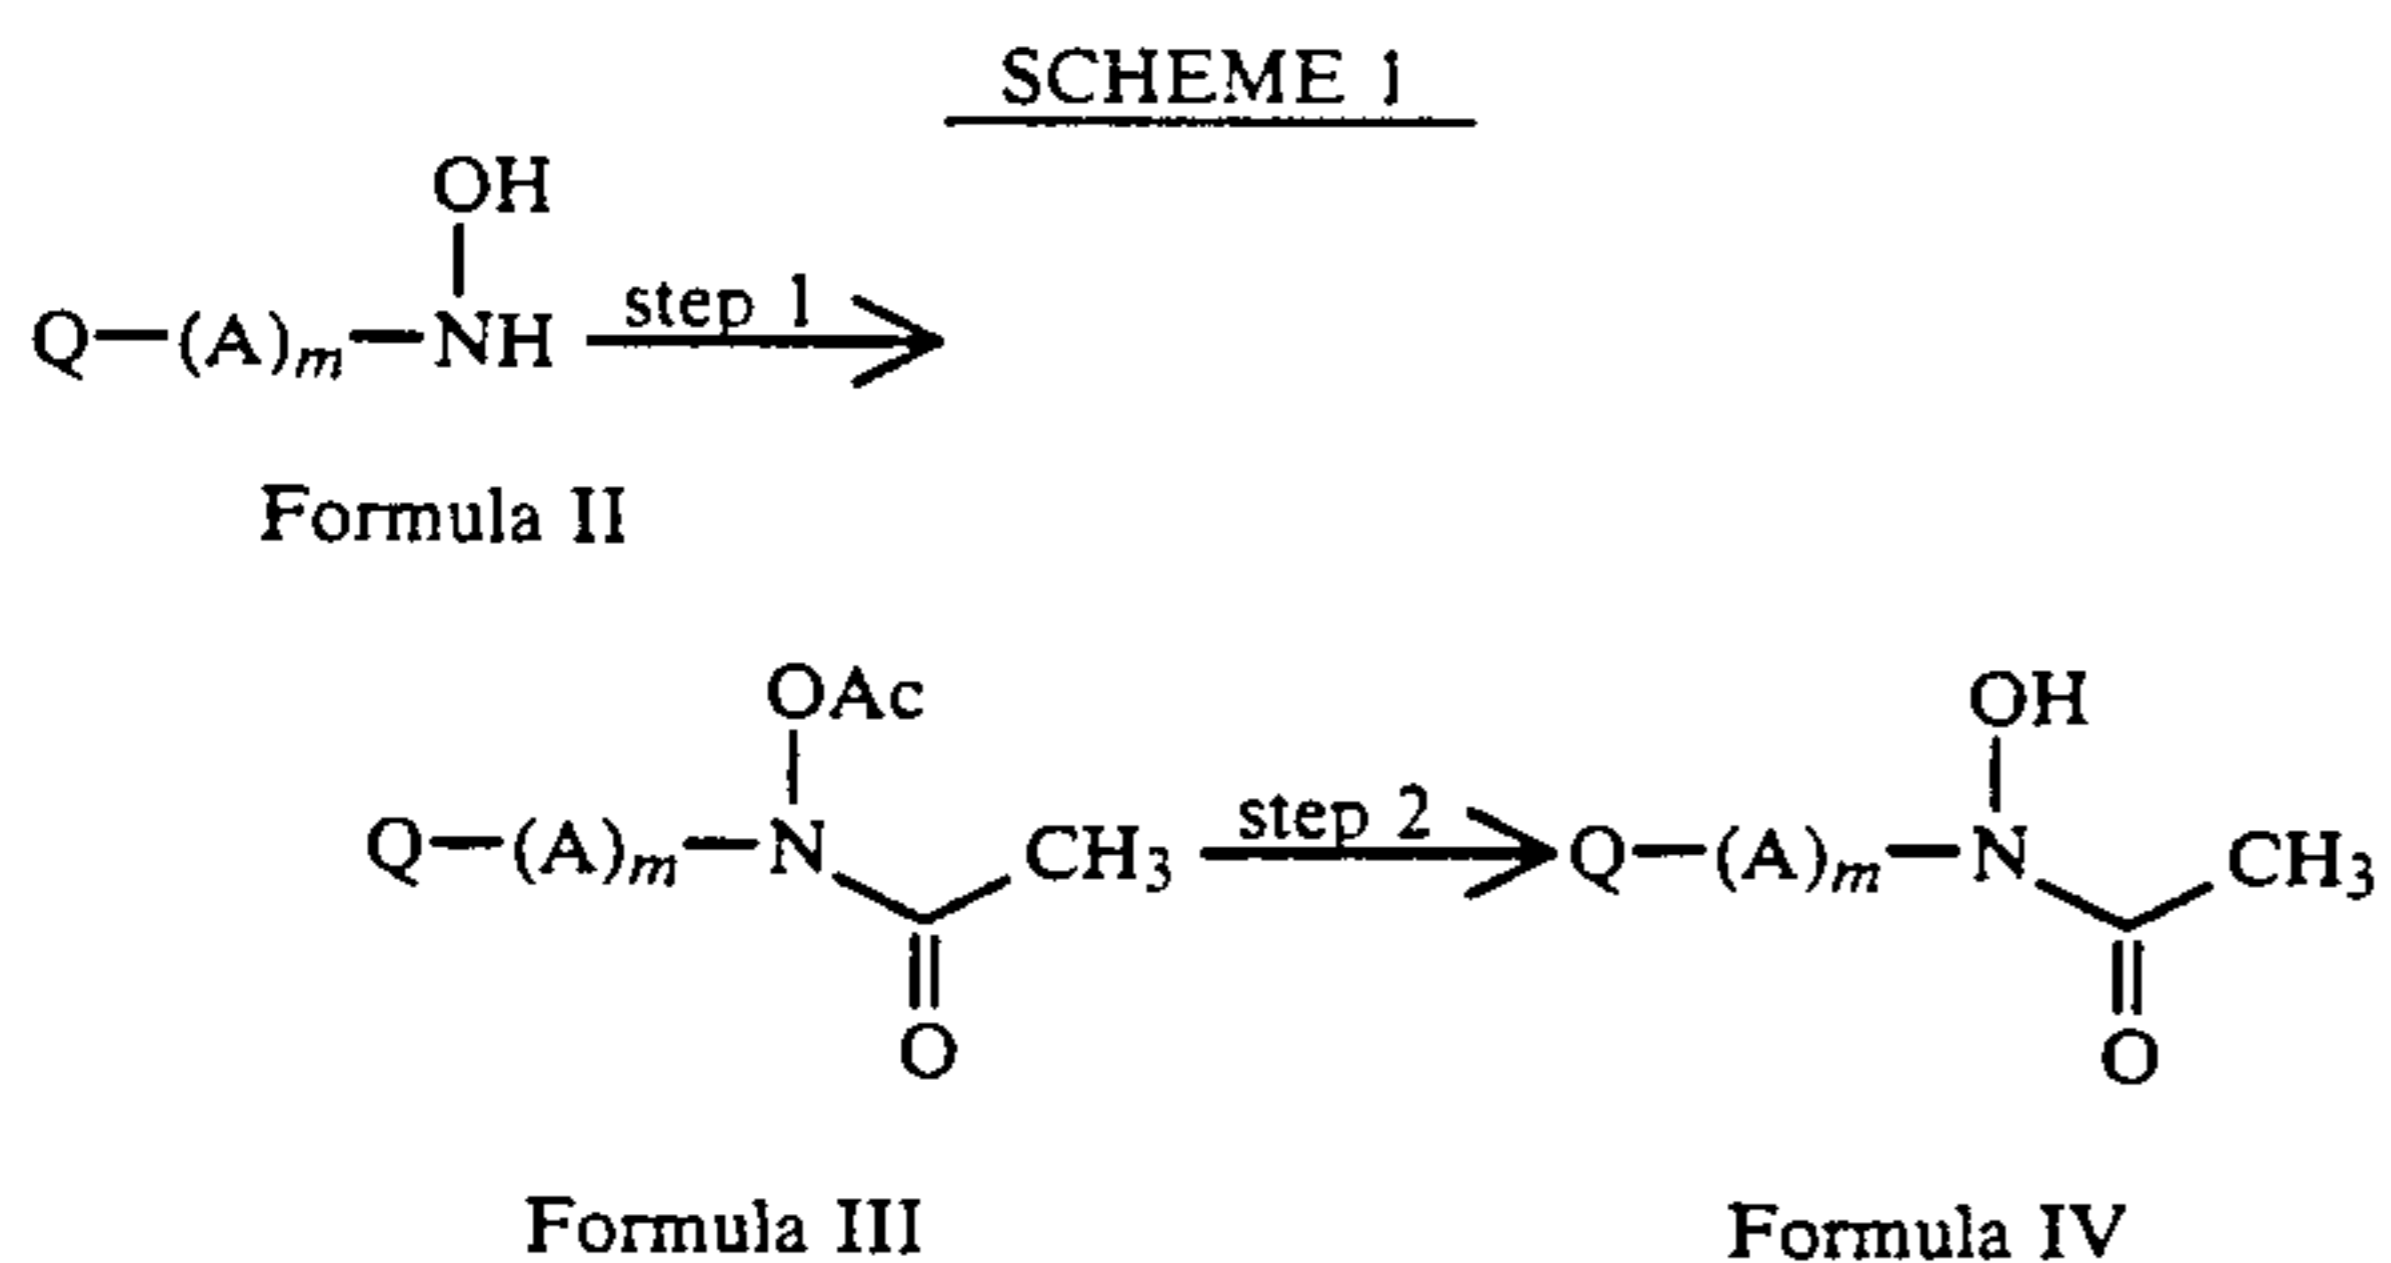 SCHEME 1
OH
Q—(A)m—NH step 1
Formula II
OAc
Q—(A)m—N CH3 step 2
O
Formula III
OH
Q—(A)m—N CH3
O
Formula IV